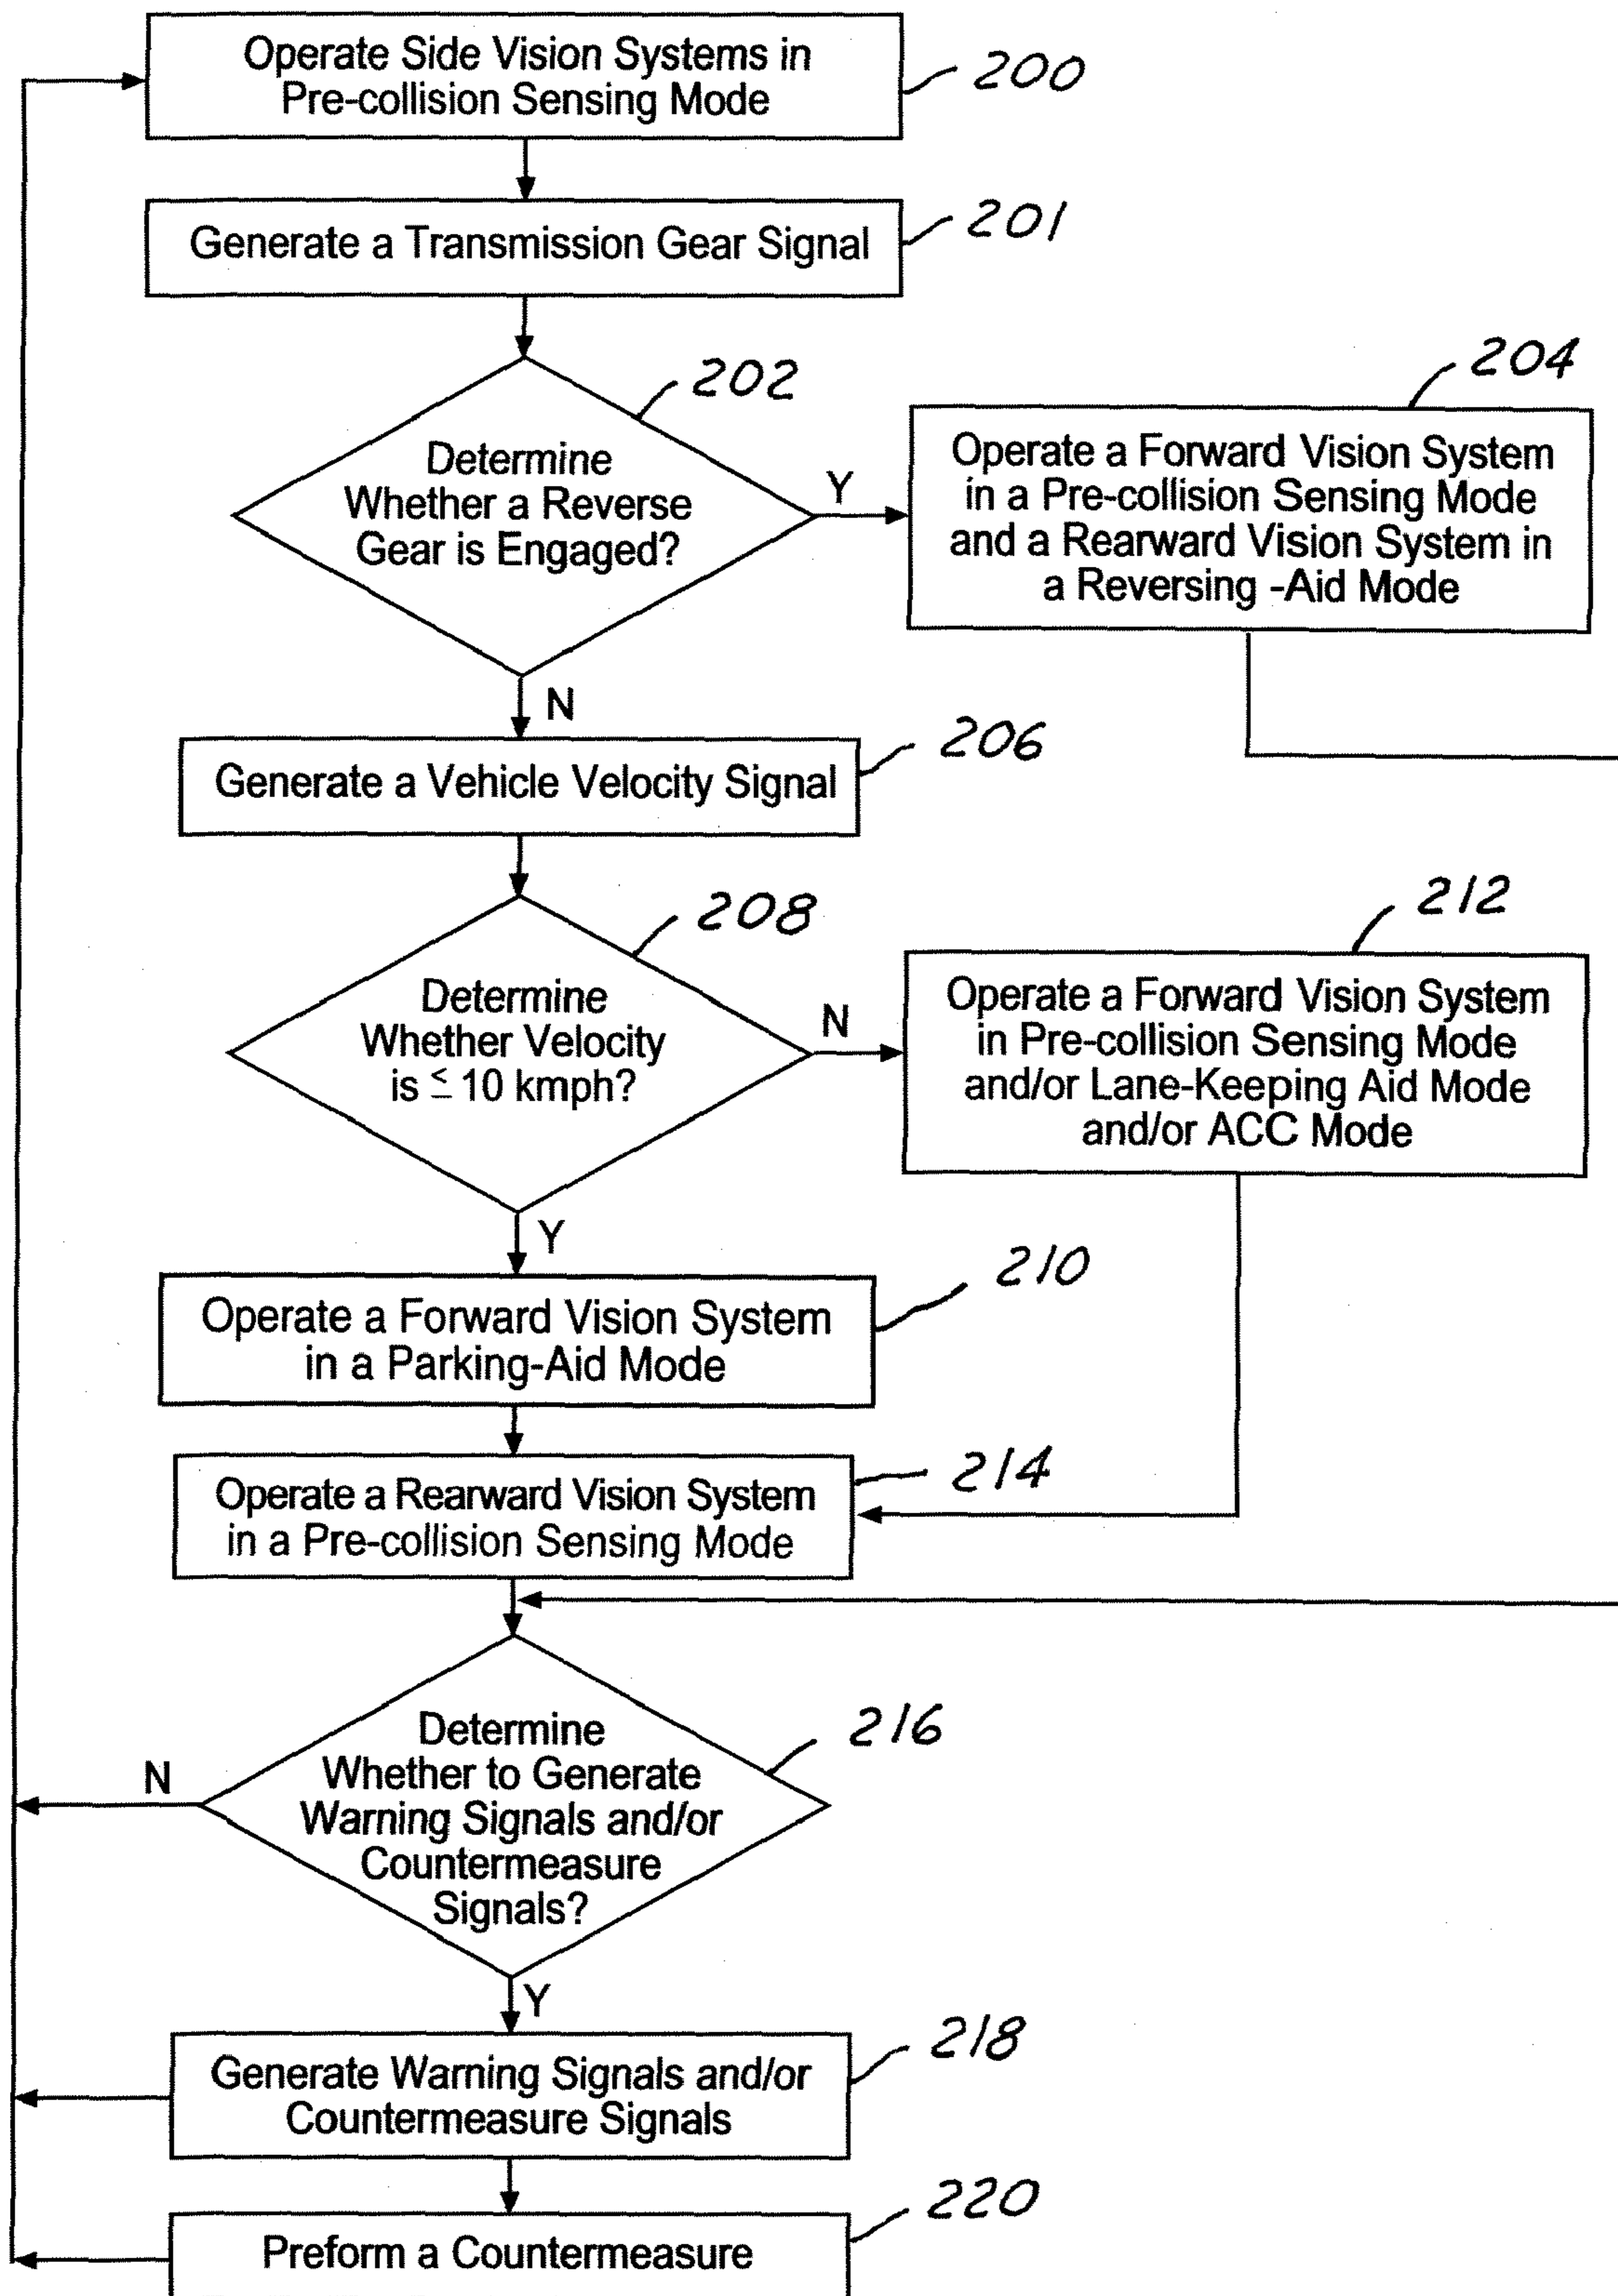 Operate Side Vision Systems in
Pre-collision Sensing Mode
200
Generate a Transmission Gear Signal
201
202
Determine
Whether a Reverse
Gear is Engaged?
Y
204
Operate a Forward Vision System
in a Pre-collision Sensing Mode
and a Rearward Vision System in
a Reversing -Aid Mode
N
Generate a Vehicle Velocity Signal
206
208
Determine
Whether Velocity
is ≤ 10 kmph?
N
212
Operate a Forward Vision System
in Pre-collision Sensing Mode
and/or Lane-Keeping Aid Mode
and/or ACC Mode
Y
Operate a Forward Vision System
in a Parking-Aid Mode
210
Operate a Rearward Vision System
in a Pre-collision Sensing Mode
214
216
Determine
Whether to Generate
Warning Signals and/or
Countermeasure
Signals?
N
Y
Generate Warning Signals and/or
Countermeasure Signals
218
Preform a Countermeasure
220